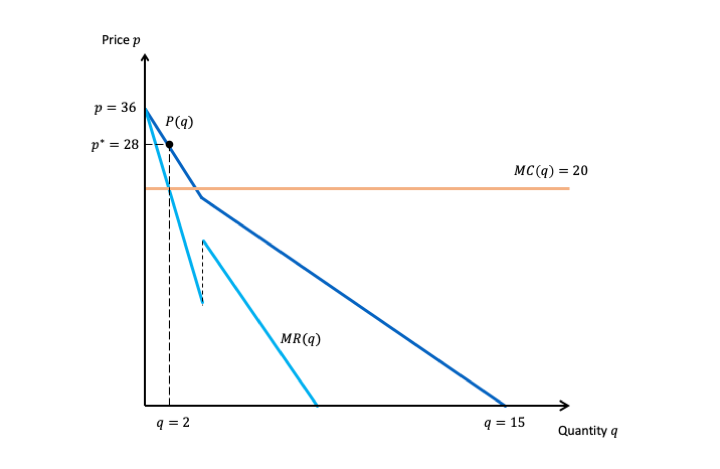 Price p
p = 36
P(q)
p* = 28
MC(q) = 20
MR(q)
q = 2
q = 15
Quantity q